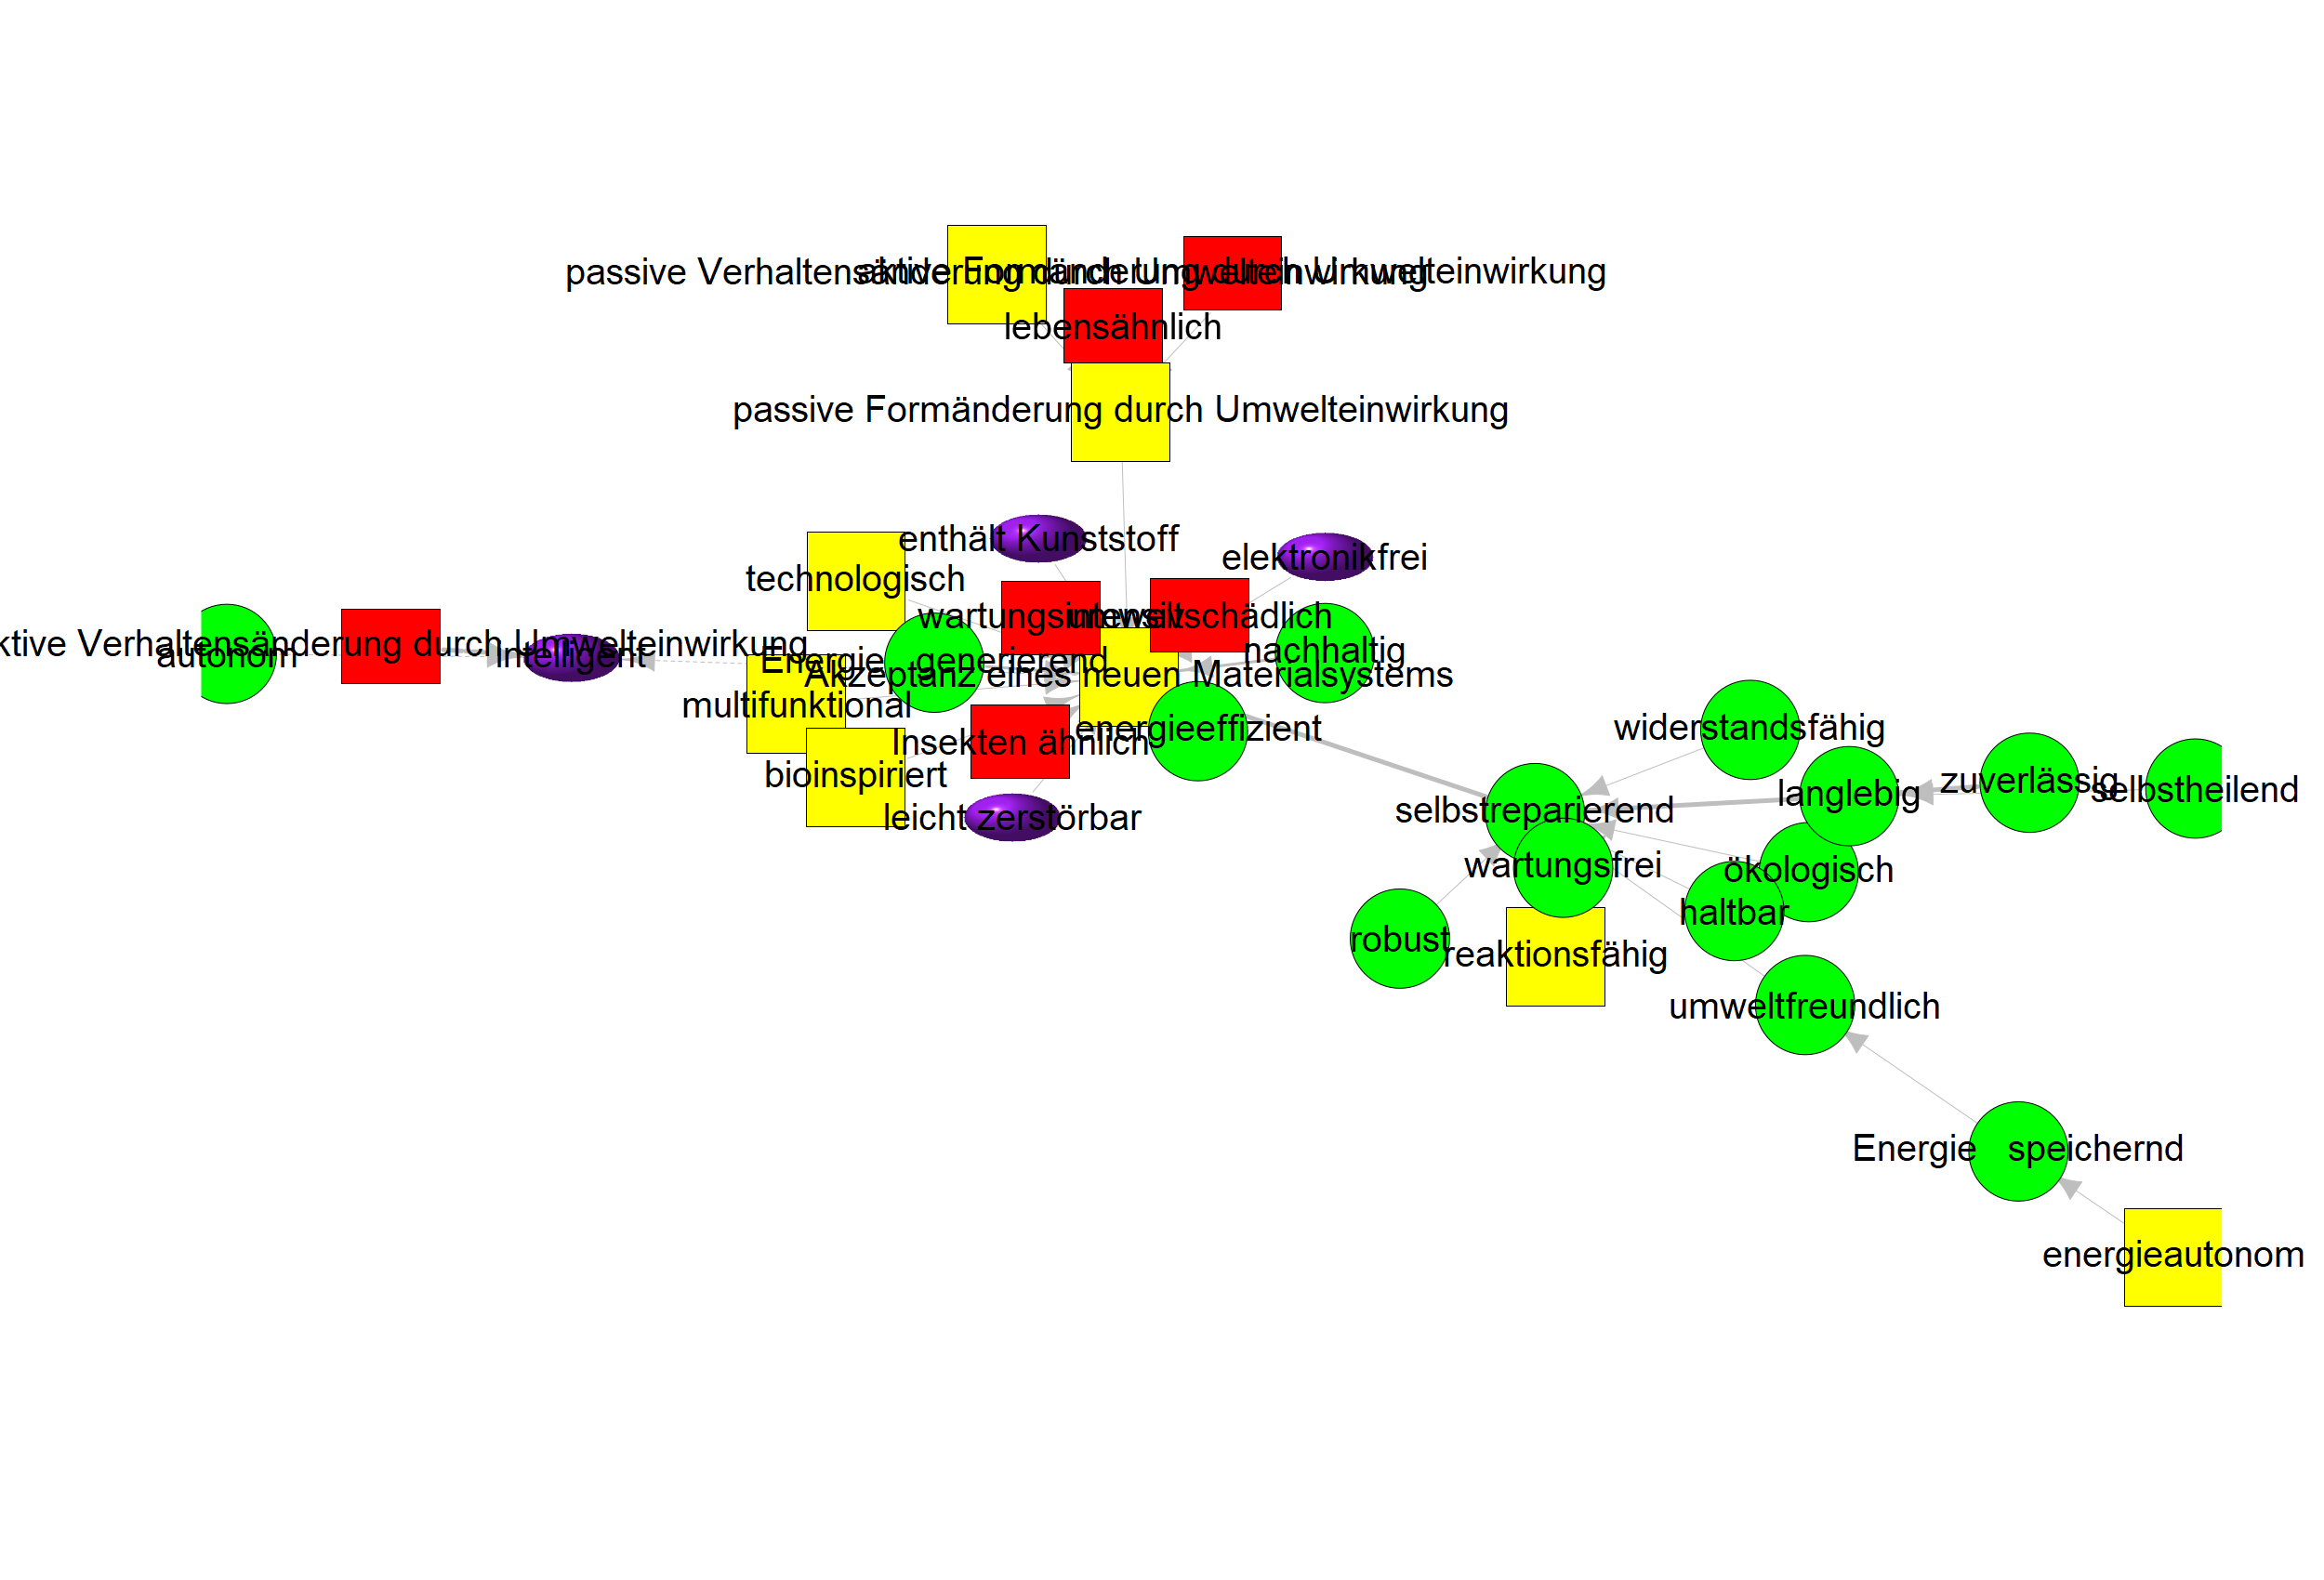 passive Verhaltensänderung durch Umwelteinwirkung
aktive Formänderung durch Umwelteinwirkung
lebensähnlich
passive Formänderung durch Umwelteinwirkung
enthält Kunststoff
elektronikfrei
technologisch
wartungsintensiv
umweltschädlich
ktive Verhaltensänderung durch Umwelteinwirkung
autonom
intelligent
nachhaltig
Energie generierend
Akzeptanz eines neuen Materialsystems
multifunktional
energieeffizient
Insekten ähnlich
bioinspiriert
leicht zerstörbar
widerstandsfähig
zuverlässig
selbstheilend
langlebig
selbstreparierend
wartungsfrei
ökologisch
haltbar
robust
reaktionsfähig
umweltfreundlich
Energie speichernd
energieautonom